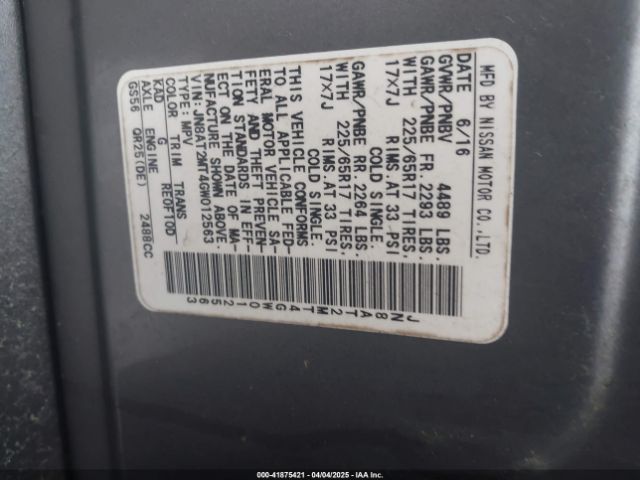 MFD BY NISSAN MOTOR CO.,LTD.
DATE 6/16
GVWR/PNBV 4489 LBS.
GAWR/PNBE FR. 2283 LBS.
WITH 225/65R17 TIRES,
17X7J RIMS.AT 33 PSI
COLD SINGLE.
GAWR/PNBE RR. 2264 LBS.
WITH 225/65R17 TIRES,
17X7J RIMS.AT 33 PSI
COLD SINGLE.
THIS VEHICLE CONFORMS
TO ALL APPLICABLE FED-
ERAL MOTOR VEHICLE SA-
FETY AND THEFT PREVEN-
TION STANDARDS IN EFF-
ECT ON THE DATE OF MA-
NUFACTURE SHOWN ABOVE.
VIN: JN8AT2MT4GW012563
TYPE: MPV
COLOR TRIM TRANS
KAD G RE0F10D
AXLE ENGINE
GS56 QR25(DE) 2488CC
JN8AT2MT4GW012563
000-41875421 - 04/04/2025 - IAAI.COM